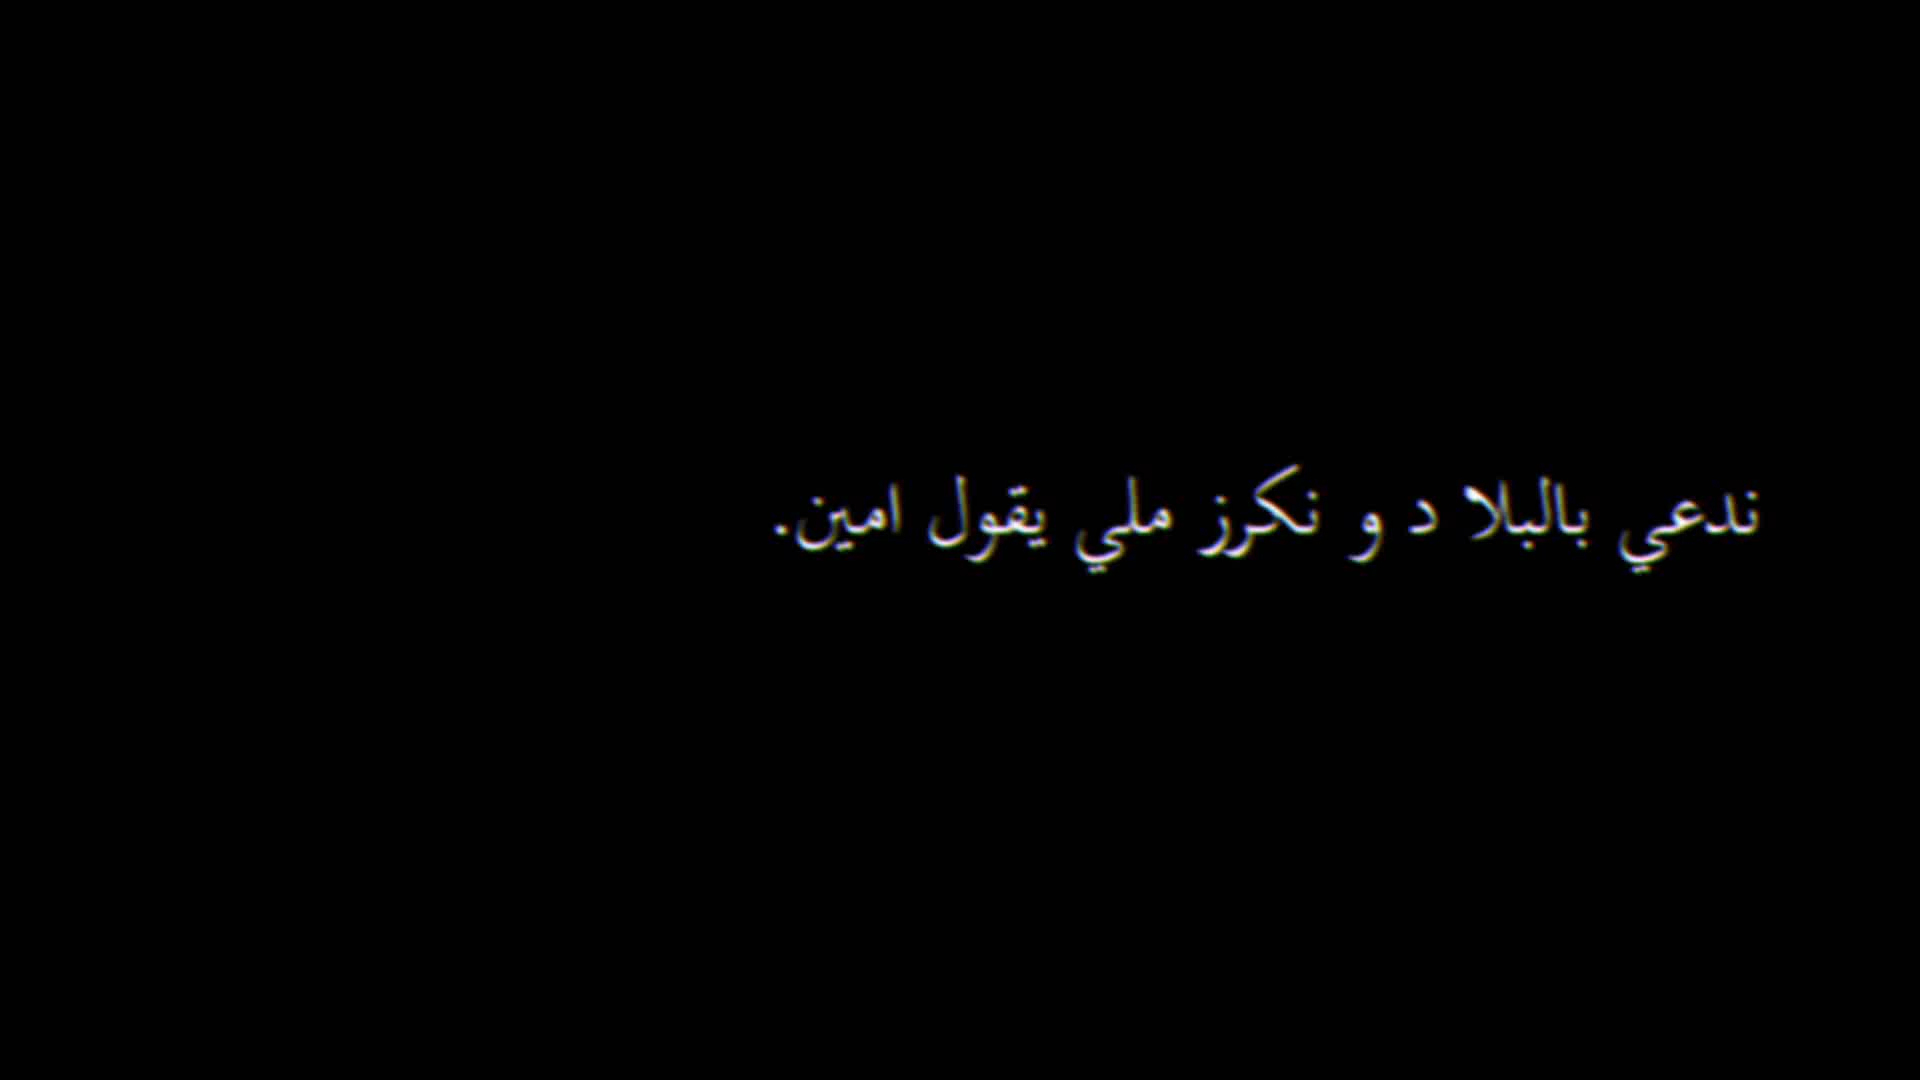 ندعي بالبلا د و نكرز ملي يقول امين.